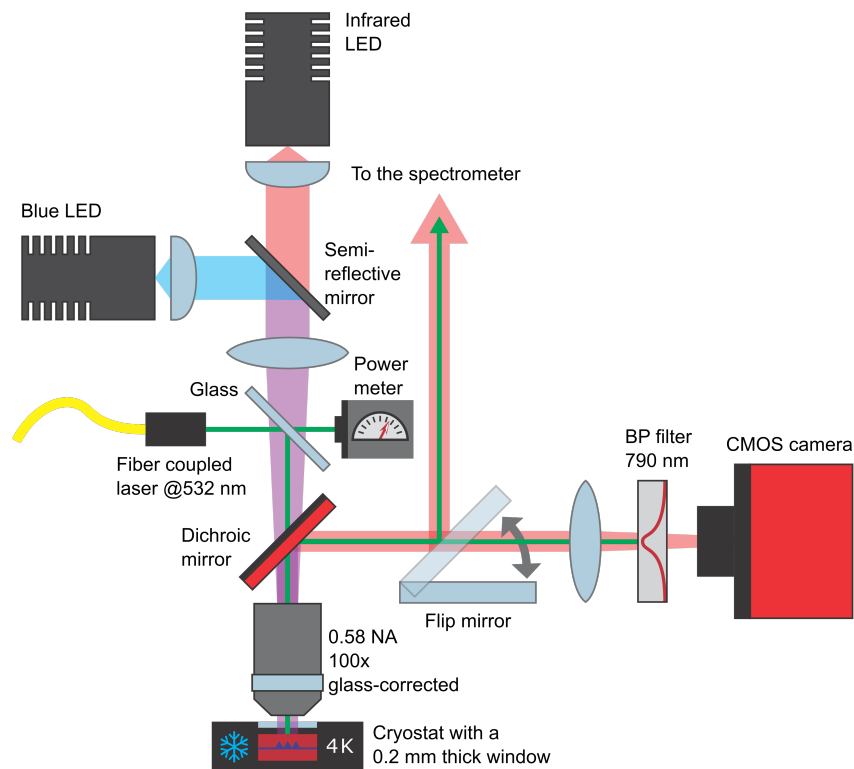 Infrared
LED
To the spectrometer
Blue LED
Semi-
reflective
mirror
Glass
Power
meter
Fiber coupled
laser @532 nm
BP filter
790 nm
CMOS camera
Dichroic
mirror
Flip mirror
0.58 NA
100x
glass-corrected
4K
Cryostat with a
0.2 mm thick window